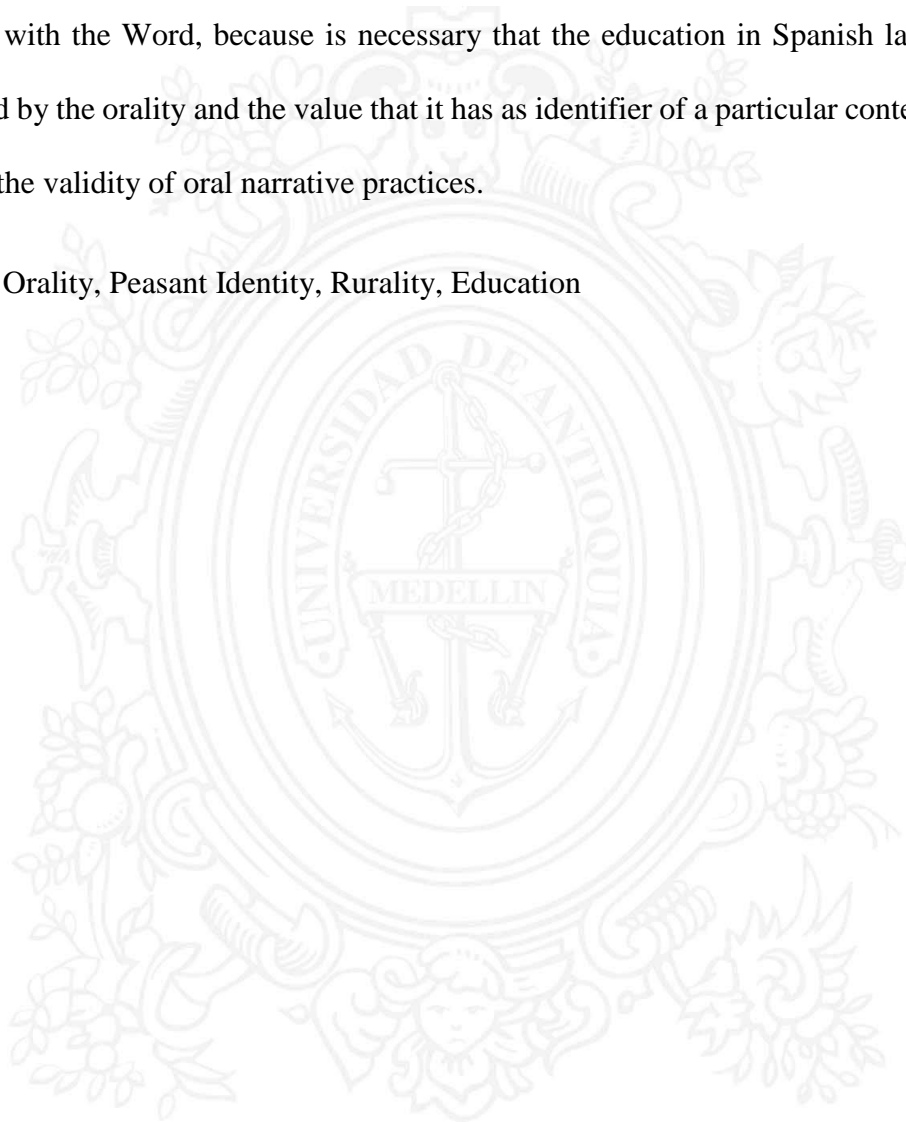 with the Word, because is necessary that the education in Spanish la
d by the orality and the value that it has as identifier of a particular conte
the validity of oral narrative practices.
Orality, Peasant Identity, Rurality, Education
UNIVERSIDAD DE ANTIOQUIA
MEDELLIN